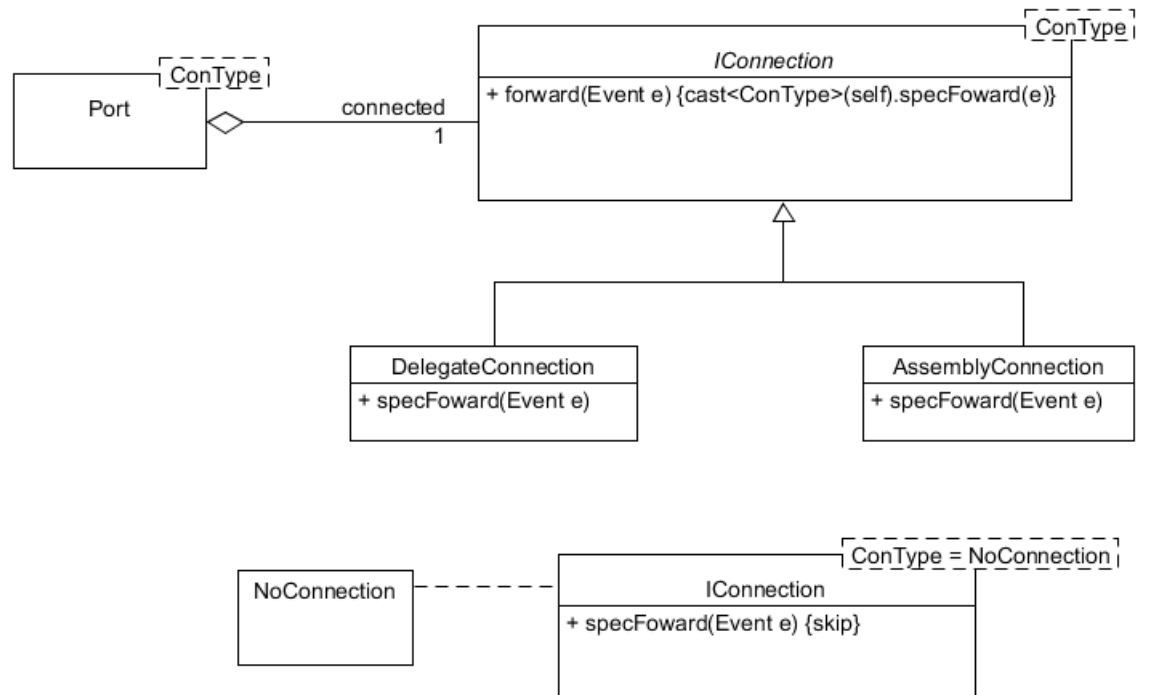 ConType
IConnection
ConType
Port
+ forward(Event e) {cast<ConType>(self).specFoward(e)}
connected
1
DelegateConnection
+ specFoward(Event e)
AssemblyConnection
+ specFoward(Event e)
ConType = NoConnection
NoConnection
IConnection
+ specFoward(Event e) {skip}